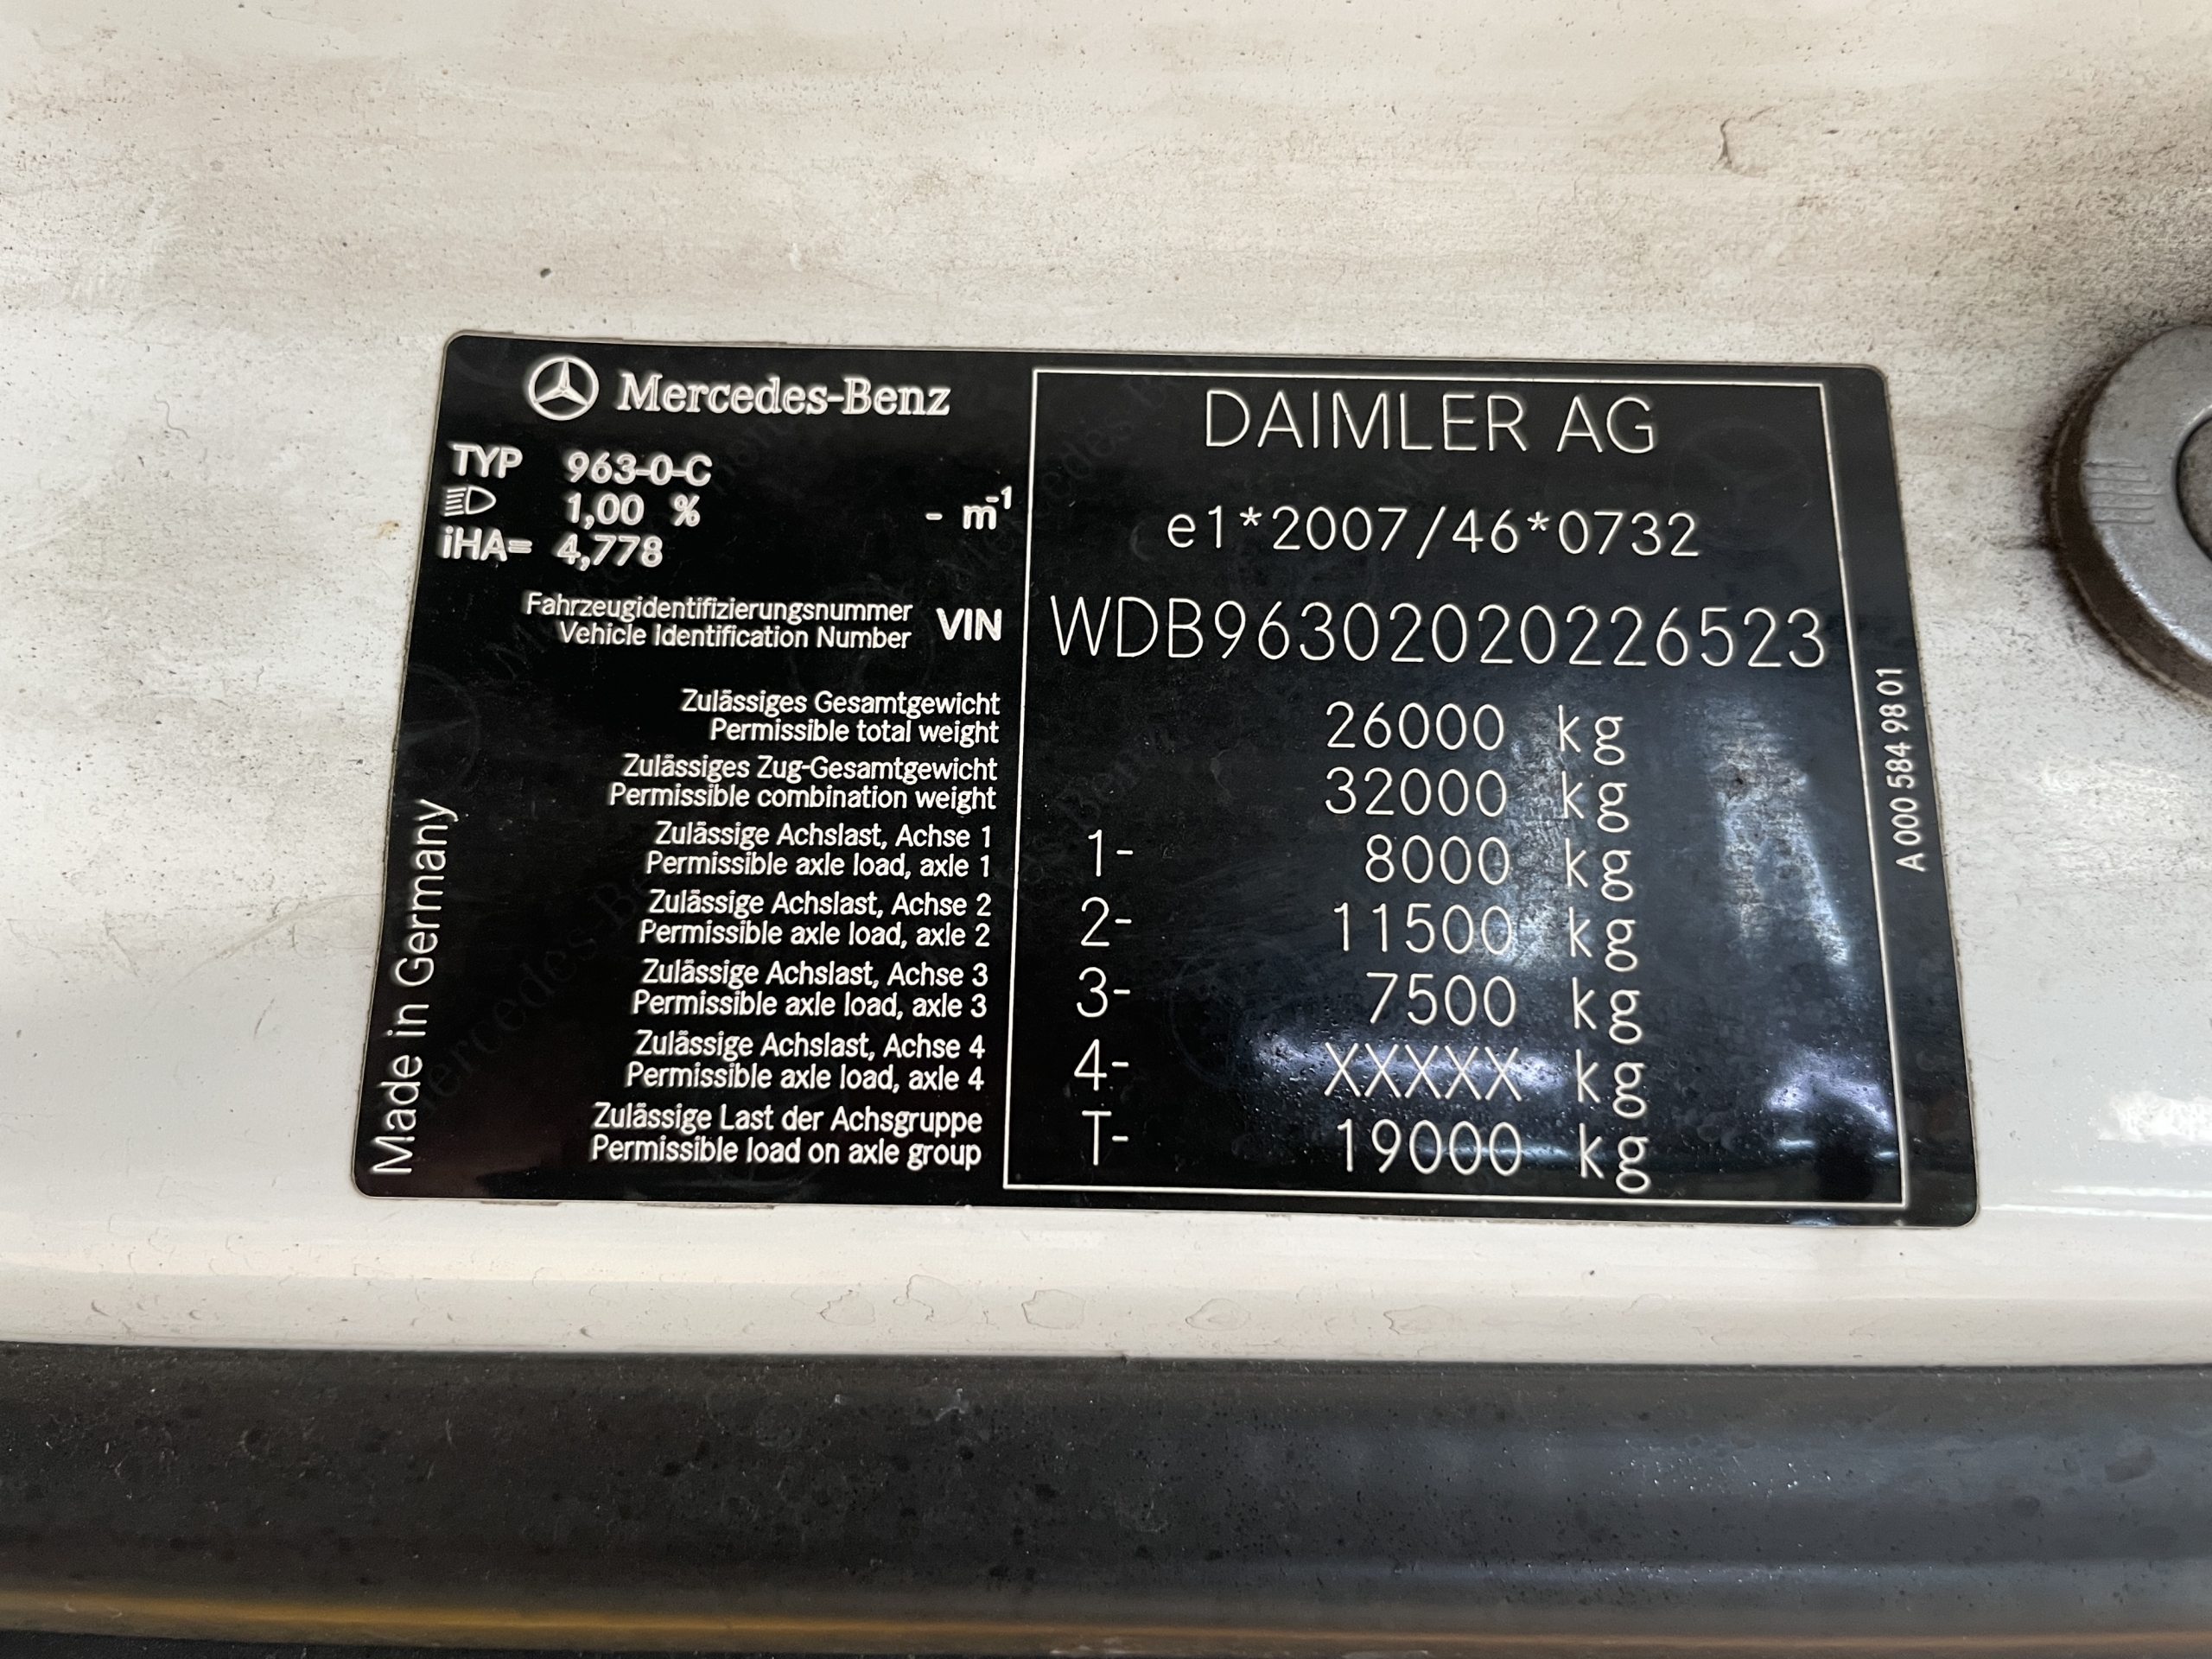 Mercedes-Benz
TYP 963-0-C
1,00 % - m-1
iHA= 4,778
Fahrzeugidentifizierungsnummer
Vehicle Identification Number VIN
Zulässiges Gesamtgewicht
Permissible total weight
Zulässiges Zug-Gesamtgewicht
Permissible combination weight
Zulässige Achslast, Achse 1
Permissible axle load, axle 1
Zulässige Achslast, Achse 2
Permissible axle load, axle 2
Zulässige Achslast, Achse 3
Permissible axle load, axle 3
Zulässige Achslast, Achse 4
Permissible axle load, axle 4
Zulässige Last der Achsgruppe
Permissible load on axle group
Made in Germany
DAIMLER AG
e1*2007/46*0732
WDB96302020226523
26000 kg
32000 kg
1- 8000 kg
2- 11500 kg
3- 7500 kg
4- XXXXX kg
T- 19000 kg
A 000 584 98 01